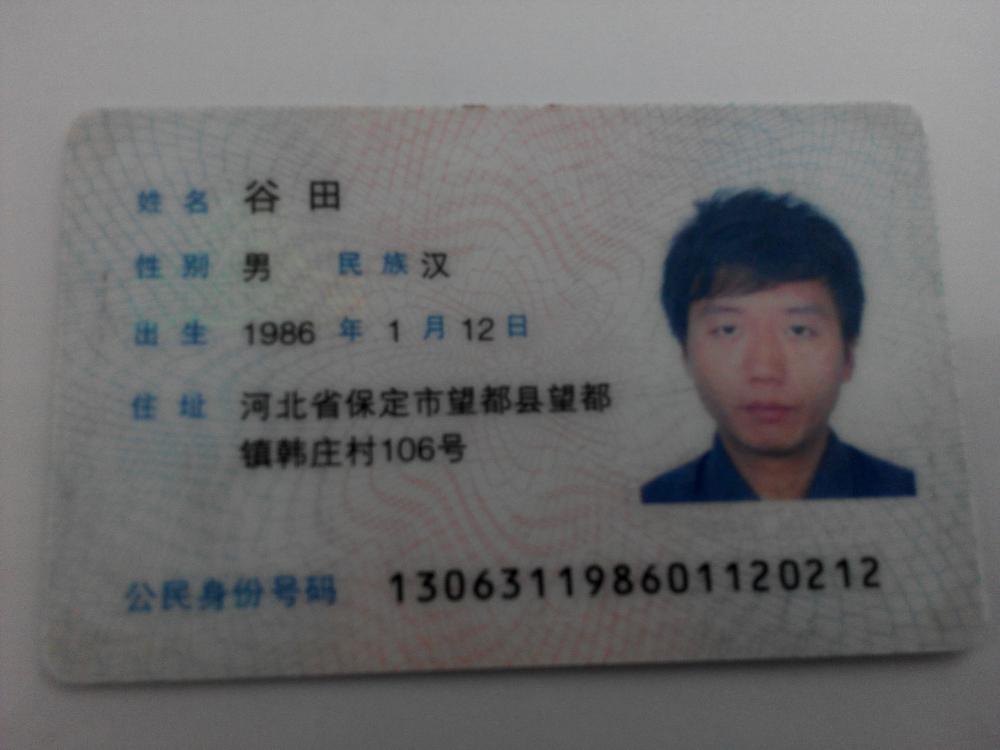 姓名 谷田
性别 男 民族 汉
出生 1986 年 1 月 12 日
住址 河北省保定市望都县望都
镇韩庄村106号
公民身份号码 130631198601120212